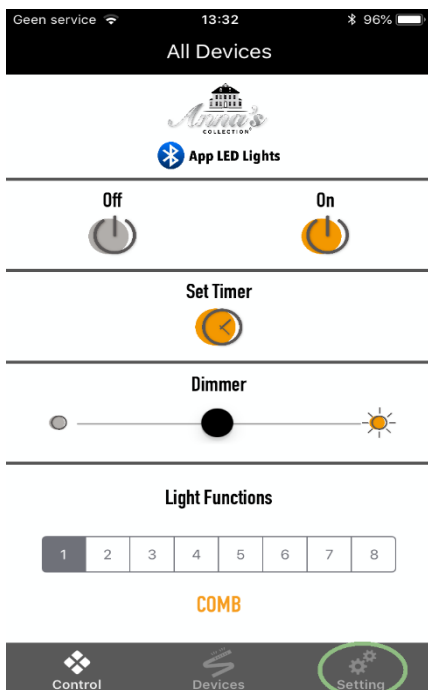 Geen service 13:32 96%
All Devices
Anna's
COLLECTION
App LED Lights
Off On
Set Timer
Dimmer
Light Functions
1 2 3 4 5 6 7 8
COMB
Control Devices Setting